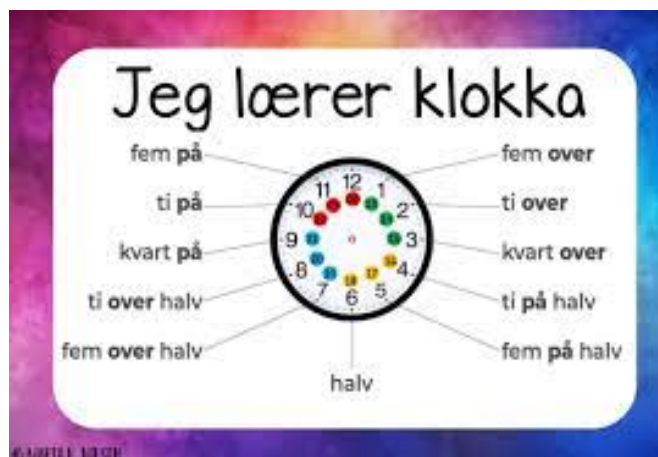 Jeg lærer klokka
fem på
ti på
kvart på
ti over halv
fem over halv
halv
fem over
ti over
kvart over
ti på halv
fem på halv
12
1
2
3
4
5
6
7
8
9
10
11